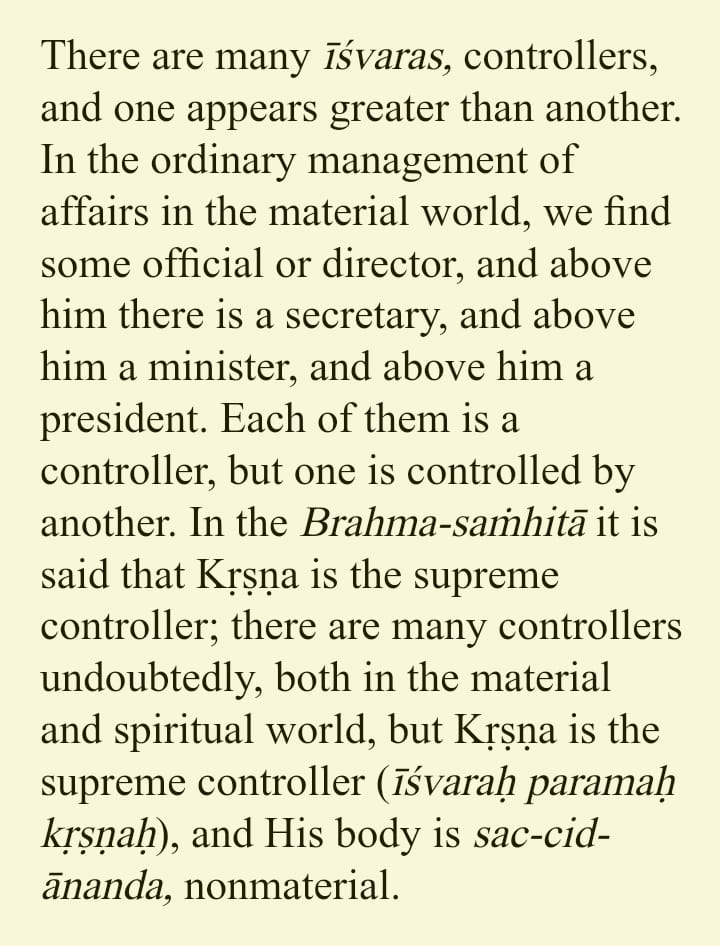 There are many īśvaras, controllers,
and one appears greater than another.
In the ordinary management of
affairs in the material world, we find
some official or director, and above
him there is a secretary, and above
him a minister, and above him a
president. Each of them is a
controller, but one is controlled by
another. In the Brahma-saṁhitā it is
said that Kṛṣṇa is the supreme
controller; there are many controllers
undoubtedly, both in the material
and spiritual world, but Kṛṣṇa is the
supreme controller (īśvaraḥ paramaḥ
kṛṣṇaḥ), and His body is sac-cid-
ānanda, nonmaterial.